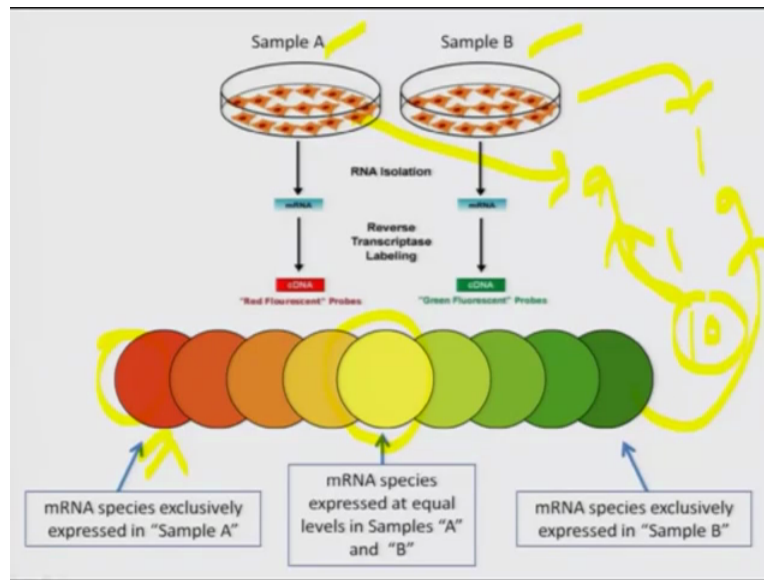 Sample A
Sample B
RNA Isolation
mRNA
mRNA
Reverse
Transcriptase
Labeling
cDNA
cDNA
"Red Flourescent" Probes
"Green Fluorescent" Probes
mRNA species exclusively
expressed in "Sample A"
mRNA species
expressed at equal
levels in Samples "A"
and "B"
mRNA species exclusively
expressed in "Sample B"